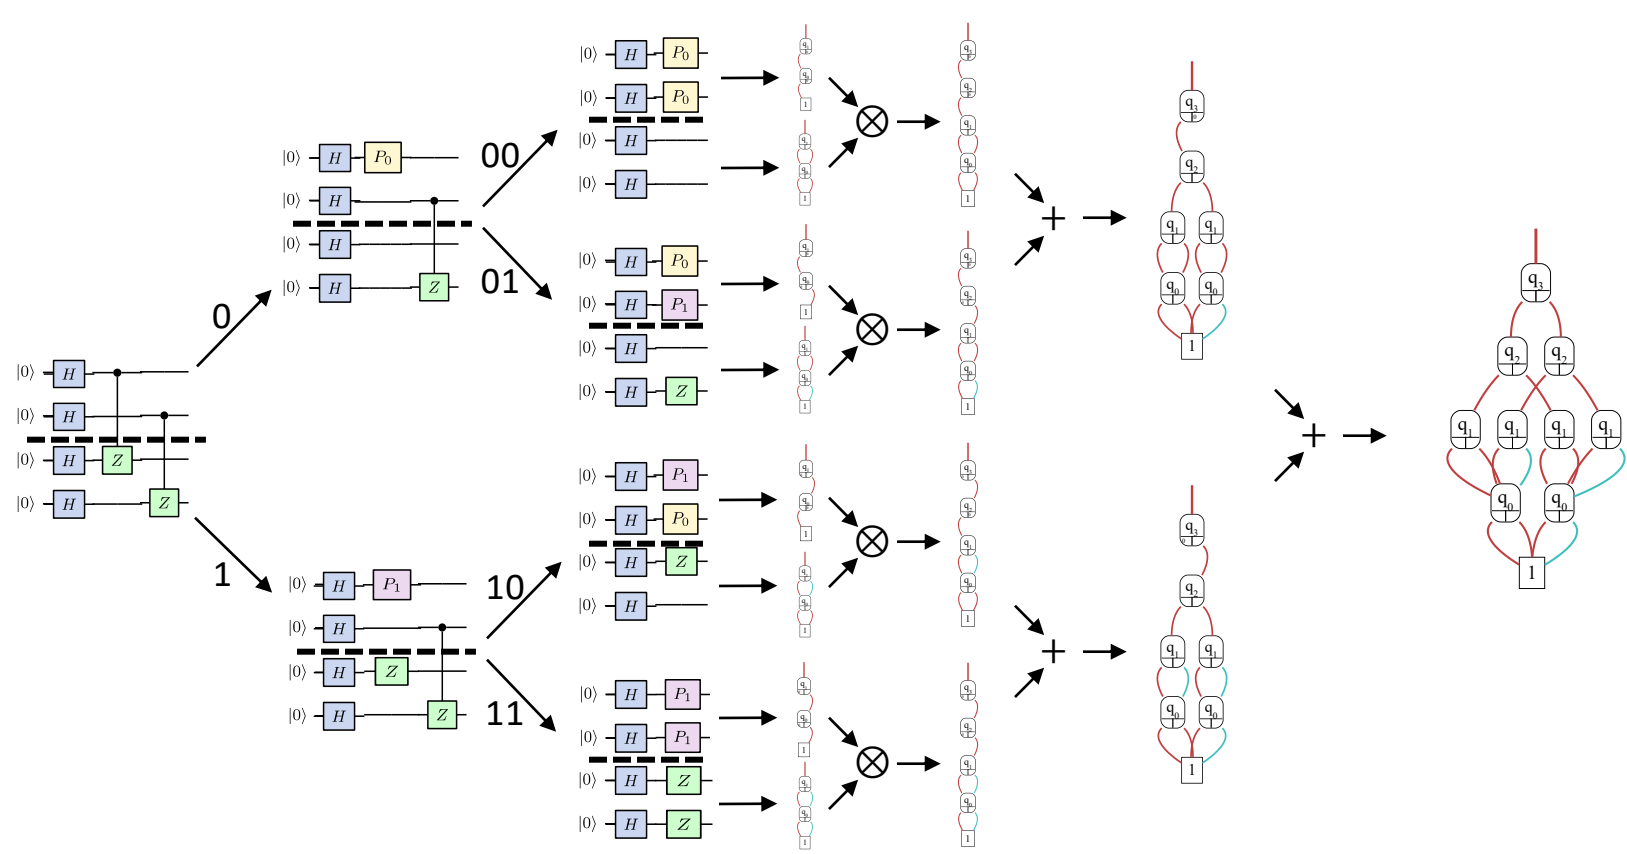 |0⟩ H
|0⟩ H
|0⟩ H Z
|0⟩ H Z
0
1
|0⟩ H P₀
|0⟩ H
|0⟩ H
|0⟩ H Z
|0⟩ H P₁
|0⟩ H
|0⟩ H Z
|0⟩ H Z
00
01
10
11
|0⟩ H P₀
|0⟩ H P₀
|0⟩ H
|0⟩ H
|0⟩ H P₀
|0⟩ H P₁
|0⟩ H
|0⟩ H Z
|0⟩ H P₁
|0⟩ H P₀
|0⟩ H Z
|0⟩ H
|0⟩ H P₁
|0⟩ H P₁
|0⟩ H Z
|0⟩ H Z
⊗
⊗
⊗
⊗
+
+
q₃
0
q₂
q₁ q₁
q₀ q₀
1
q₃
0
q₂
q₁ q₁
q₀ q₀
1
+
q₃
q₂ q₂
q₁ q₁ q₁ q₁
q₀ q₀
1